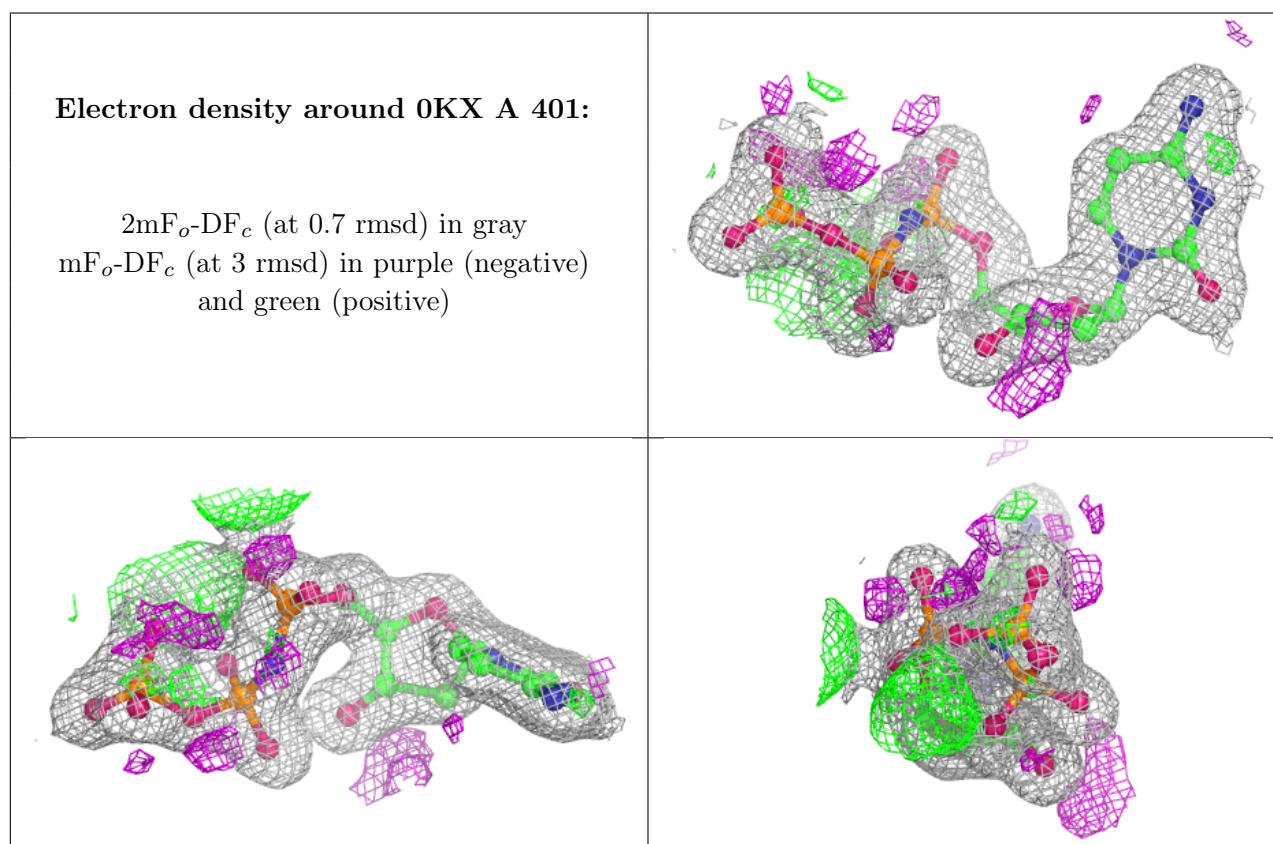 Electron density around 0KX A 401:
2mFo-DFc (at 0.7 rmsd) in gray
mFo-DFc (at 3 rmsd) in purple (negative)
and green (positive)